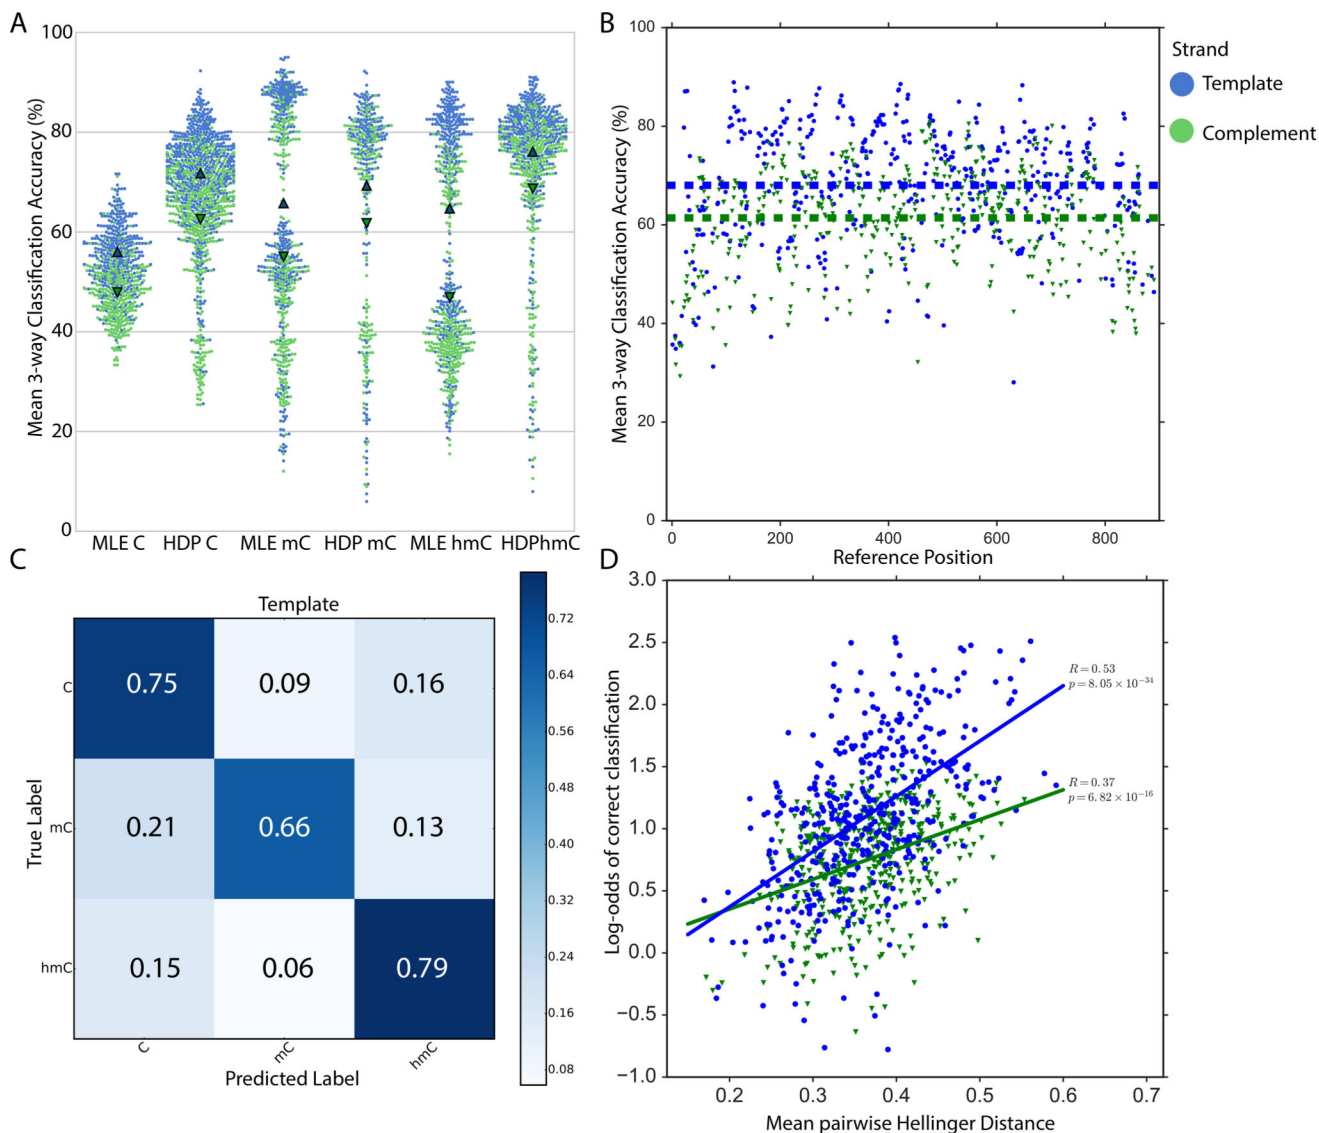 A
Mean 3-way Classification Accuracy (%)
100
80
60
40
20
0
MLE C
HDP C
MLE mC
HDP mC
MLE hmC
HDPhmC
B
Mean 3-way Classification Accuracy (%)
100
80
60
40
20
0
0
200
400
600
800
Reference Position
Strand
Template
Complement
C
Template
True Label
C
mC
hmC
0.75
0.09
0.16
0.21
0.66
0.13
0.15
0.06
0.79
C
mC
hmC
Predicted Label
0.72
0.64
0.56
0.48
0.40
0.32
0.24
0.16
0.08
D
Log-odds of correct classification
3.0
2.5
2.0
1.5
1.0
0.5
0.0
−0.5
−1.0
R = 0.53
p = 8.05 × 10⁻³⁴
R = 0.37
p = 6.82 × 10⁻¹⁶
0.2
0.3
0.4
0.5
0.6
0.7
Mean pairwise Hellinger Distance